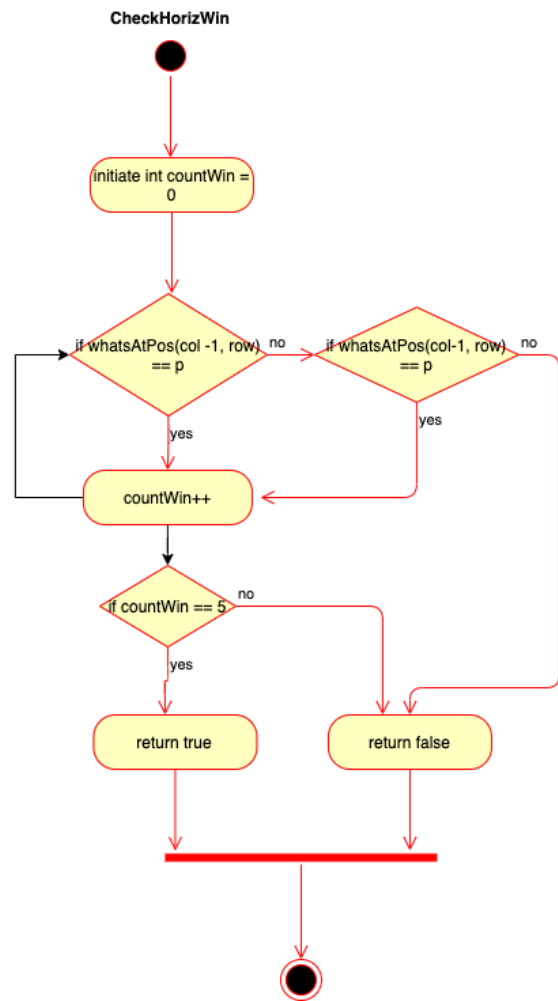 CheckHorizWin
initiate int countWin =
0
if whatsAtPos(col -1, row)
== p
no
if whatsAtPos(col-1, row)
== p
no
yes
yes
countWin++
if countWin == 5
no
yes
return true
return false